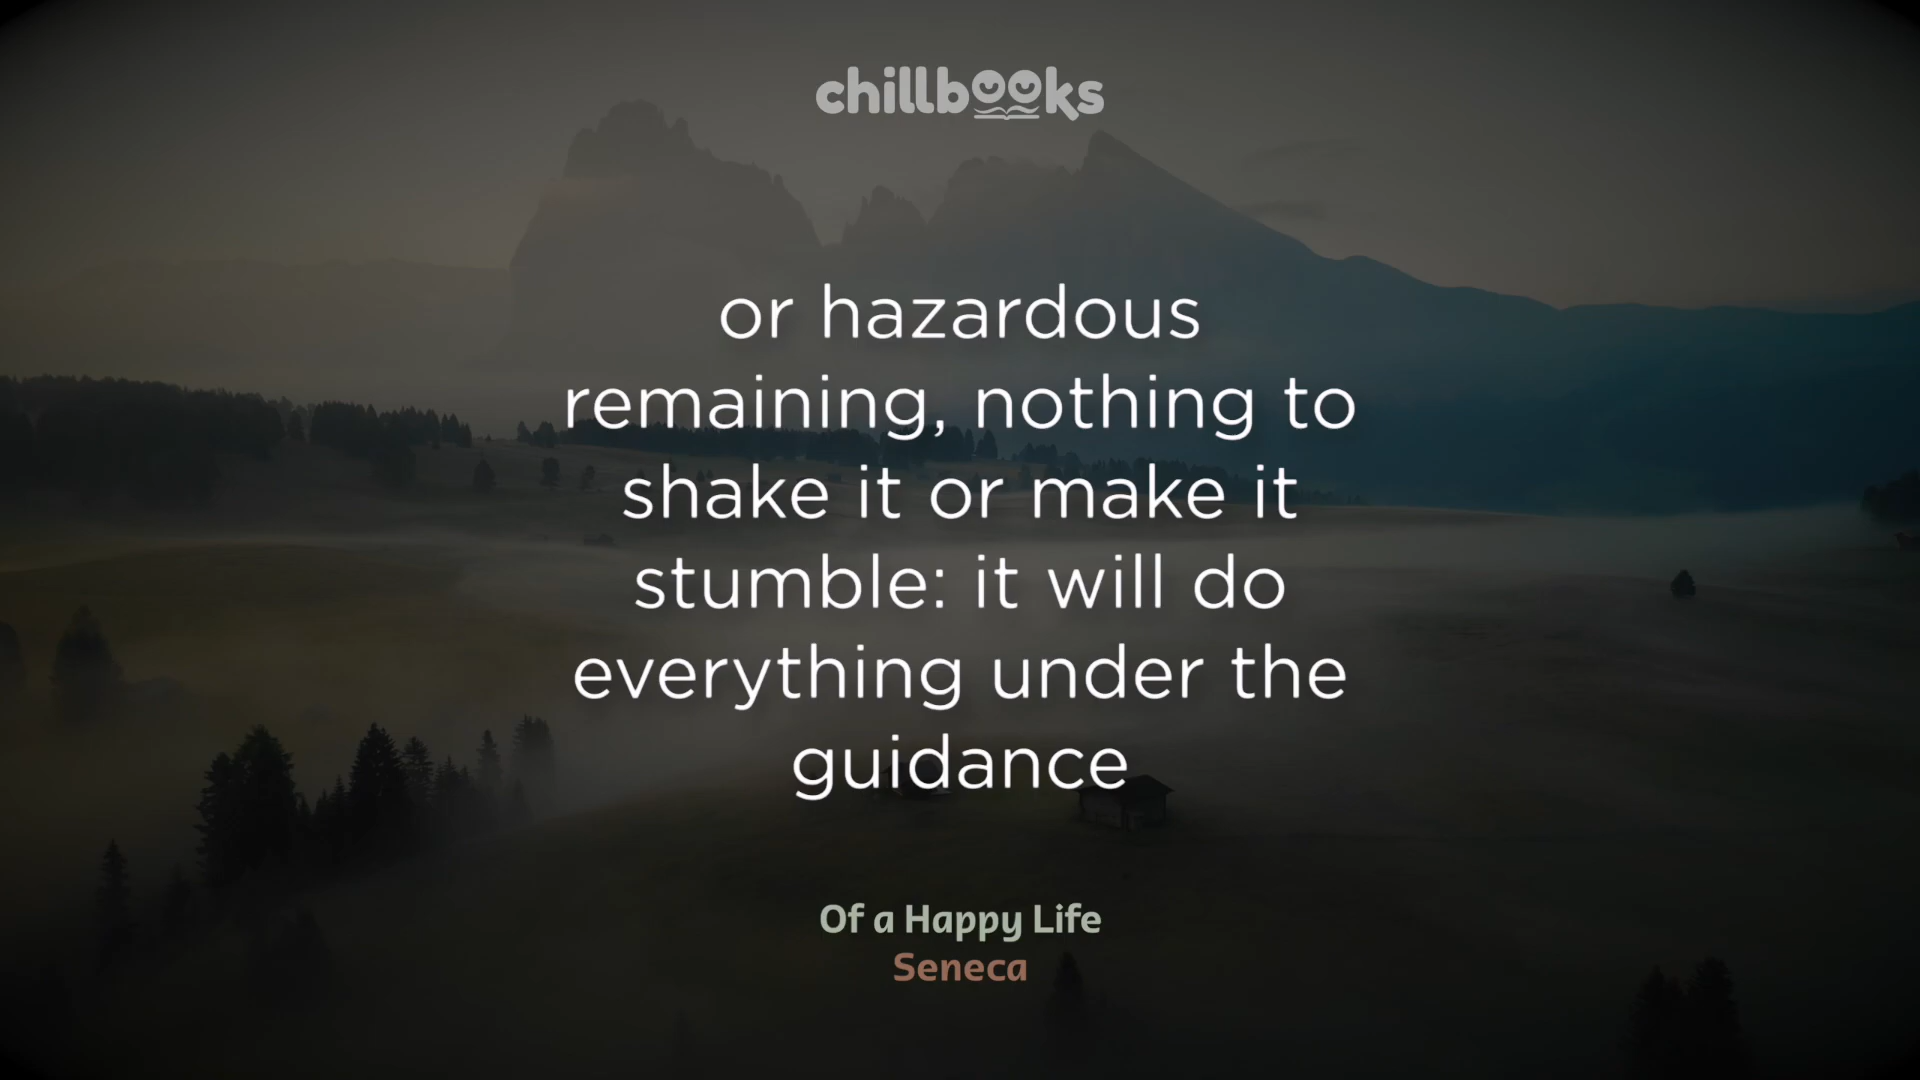 chillbooks
or hazardous
remaining, nothing to
shake it or make it
stumble: it will do
everything under the
guidance
Of a Happy Life
Seneca